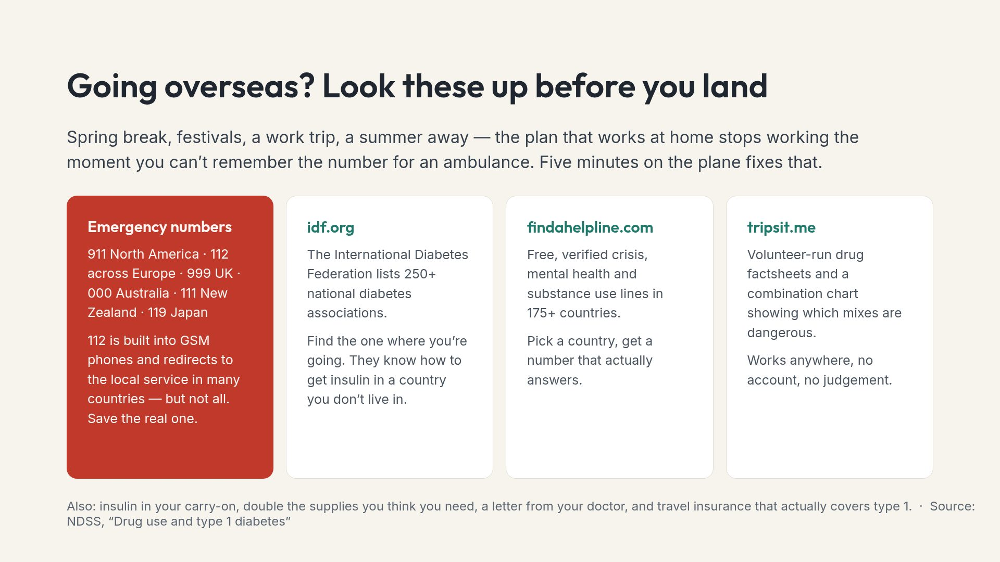 Going overseas? Look these up before you land
Spring break, festivals, a work trip, a summer away — the plan that works at home stops working the
moment you can’t remember the number for an ambulance. Five minutes on the plane fixes that.
Emergency numbers
911 North America · 112
across Europe · 999 UK ·
000 Australia · 111 New
Zealand · 119 Japan
112 is built into GSM
phones and redirects to
the local service in many
countries — but not all.
Save the real one.
idf.org
The International Diabetes
Federation lists 250+
national diabetes
associations.
Find the one where you’re
going. They know how to
get insulin in a country
you don’t live in.
findahelpline.com
Free, verified crisis,
mental health and
substance use lines in
175+ countries.
Pick a country, get a
number that actually
answers.
tripsit.me
Volunteer-run drug
factsheets and a
combination chart
showing which mixes are
dangerous.
Works anywhere, no
account, no judgement.
Also: insulin in your carry-on, double the supplies you think you need, a letter from your doctor, and travel insurance that actually covers type 1. · Source:
NDSS, “Drug use and type 1 diabetes”